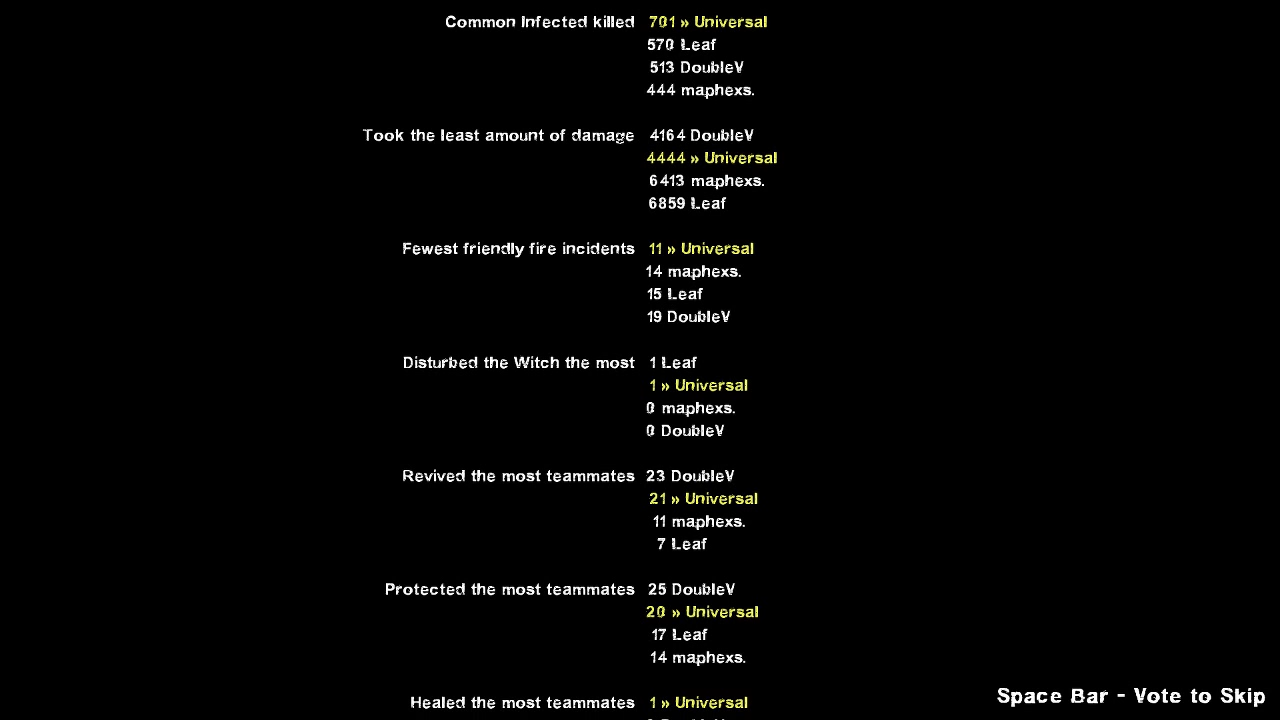 Common Infected killed 701 » Universal
570 Leaf
513 DoubleV
444 maphexs.
Took the least amount of damage 4164 DoubleV
4444 » Universal
6413 maphexs.
6859 Leaf
Fewest friendly fire incidents 11 » Universal
14 maphexs.
15 Leaf
19 DoubleV
Disturbed the Witch the most 1 Leaf
1 » Universal
0 maphexs.
0 DoubleV
Revived the most teammates 23 DoubleV
21 » Universal
11 maphexs.
7 Leaf
Protected the most teammates 25 DoubleV
20 » Universal
17 Leaf
14 maphexs.
Healed the most teammates 1 » Universal
Space Bar - Vote to Skip